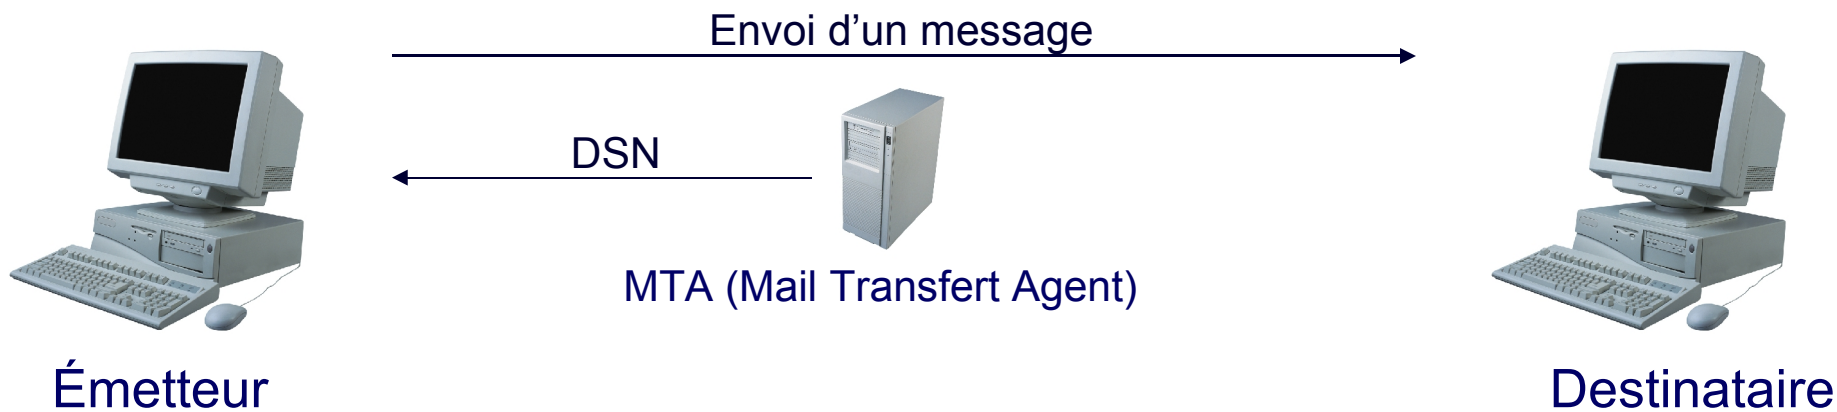 Envoi d’un message
DSN
MTA (Mail Transfert Agent)
Émetteur
Destinataire